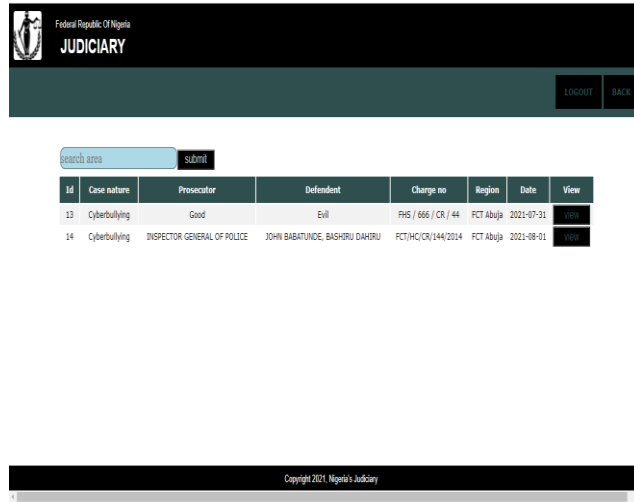 Federal Republic Of Nigeria
JUDICIARY
LOGOUT BACK
search area submit
Id Case nature Prosecutor Defendent Charge no Region Date View
13 Cyberbullying Good Evil FHS / 666 / CR / 44 FCT Abuja 2021-07-31 view
14 Cyberbullying INSPECTOR GENERAL OF POLICE JOHN BABATUNDE, BASHIRU DAHIRU FCT/HC/CR/144/2014 FCT Abuja 2021-08-01 view
Copyright 2021, Nigeria's Judiciary